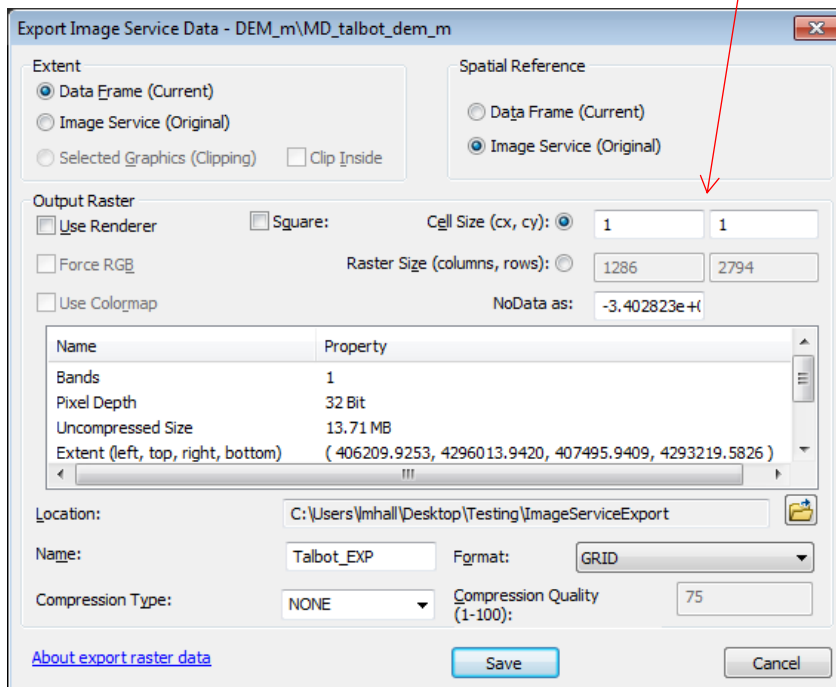 Export Image Service Data - DEM_m\MD_talbot_dem_m
Extent
Data Frame (Current)
Image Service (Original)
Selected Graphics (Clipping)
Clip Inside
Spatial Reference
Data Frame (Current)
Image Service (Original)
Output Raster
Use Renderer
Square:
Cell Size (cx, cy):
1
1
Force RGB
Raster Size (columns, rows):
1286
2794
Use Colormap
NoData as:
-3.402823e+(
Name
Property
Bands
1
Pixel Depth
32 Bit
Uncompressed Size
13.71 MB
Extent (left, top, right, bottom)
( 406209.9253, 4296013.9420, 407495.9409, 4293219.5826 )
Location:
C:\Users\lmhall\Desktop\Testing\ImageServiceExport
Name:
Talbot_EXP
Format:
GRID
Compression Type:
NONE
Compression Quality
(1-100):
75
About export raster data
Save
Cancel